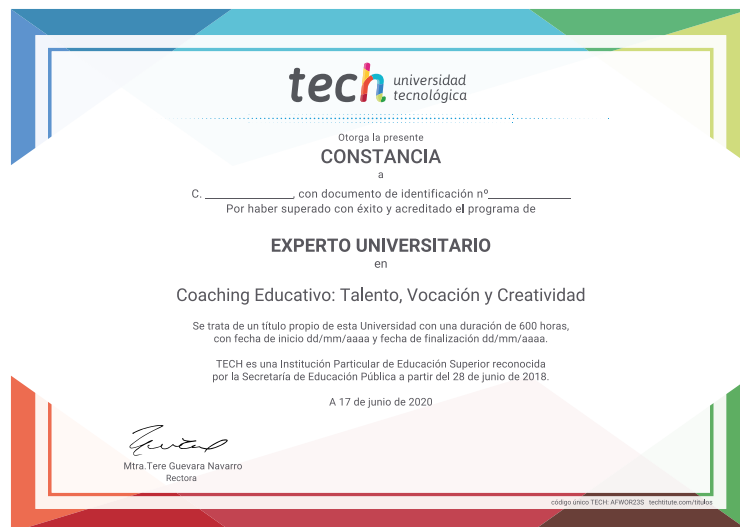 tech universidad
tecnológica
Otorga la presente
CONSTANCIA
a
C. ______________, con documento de identificación nº______________
Por haber superado con éxito y acreditado el programa de
EXPERTO UNIVERSITARIO
en
Coaching Educativo: Talento, Vocación y Creatividad
Se trata de un título propio de esta Universidad con una duración de 600 horas,
con fecha de inicio dd/mm/aaaa y fecha de finalización dd/mm/aaaa.
TECH es una Institución Particular de Educación Superior reconocida
por la Secretaría de Educación Pública a partir del 28 de junio de 2018.
A 17 de junio de 2020
Mtra.Tere Guevara Navarro
Rectora
código único TECH: AFWOR23S techtitute.com/titulos